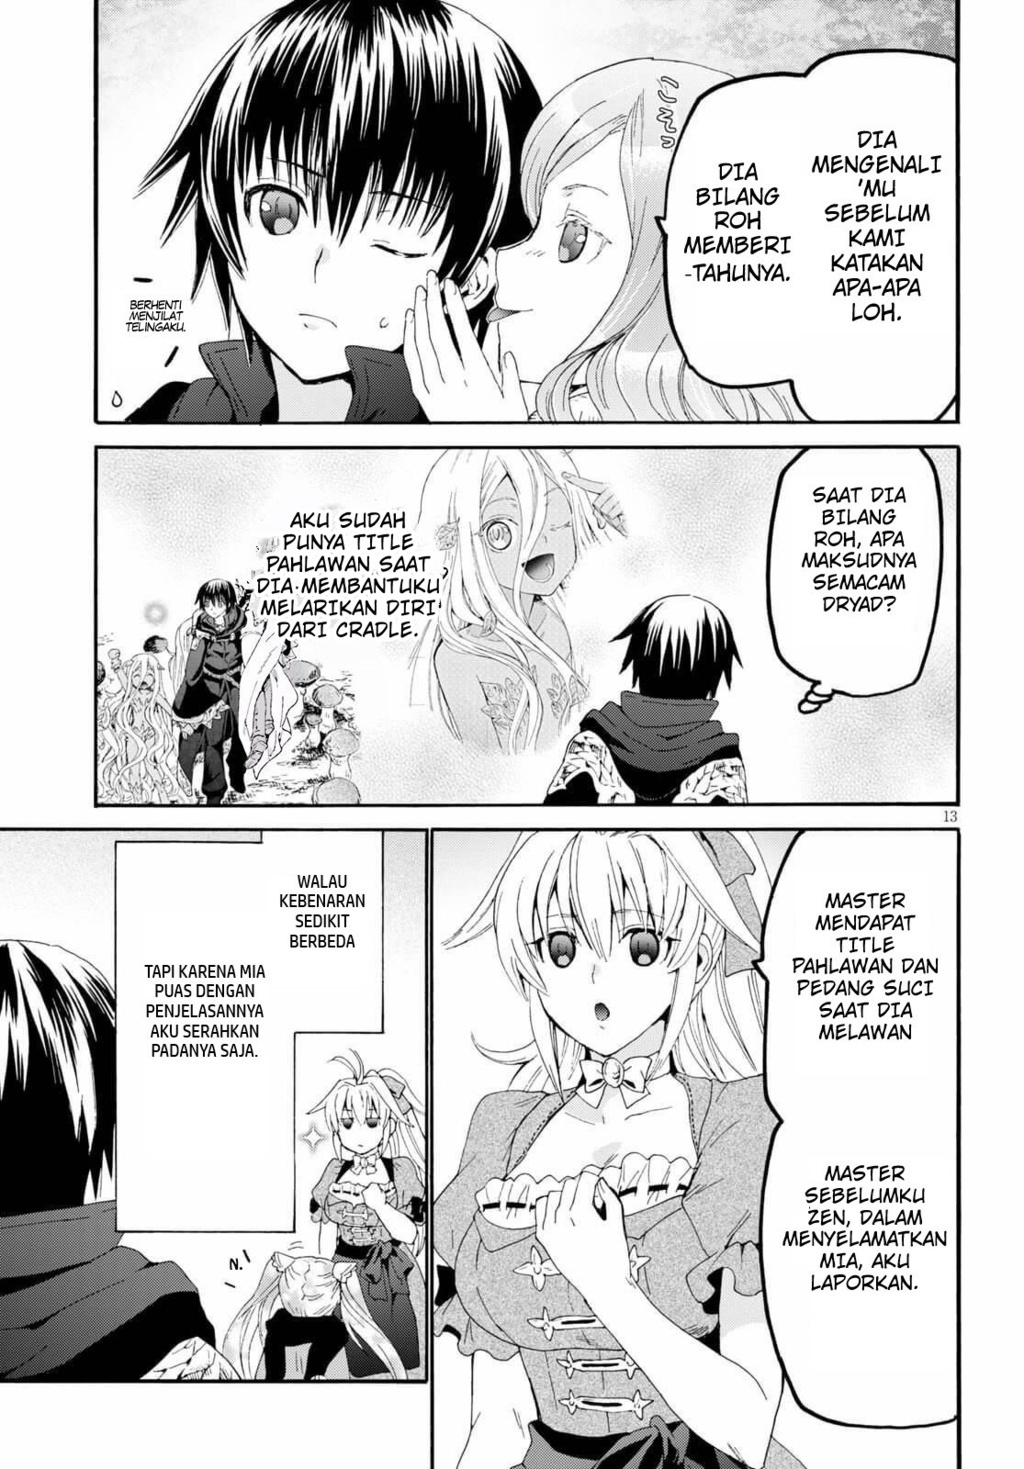 DIA
MENGENALI
'MU
SEBELUM
KAMI
KATAKAN
APA-APA
LOH.
DIA
BILANG
ROH
MEMBERI
-TAHUNYA.
こえっ
BERHENTI
MENJILAT
TELINGAKU.
SAAT DIA
BILANG
ROH, APA
MAKSUDNYA
SEMACAM
DRYAD?
AKU SUDAH
PUNYA TITLE
PAHLAWAN SAAT
DIA MEMBANTUKU
MELARIKAN DIRI
DARI CRADLE.
13
MASTER
MENDAPAT
TITLE
PAHLAWAN DAN
PEDANG SUCI
SAAT DIA
MELAWAN
MASTER
SEBELUMKU
ZEN, DALAM
MENYELAMATKAN
MIA, AKU
LAPORKAN.
WALAU
KEBENARAN
SEDIKIT
BERBEDA
TAPI KARENA MIA
PUAS DENGAN
PENJELASANNYA
AKU SERAHKAN
PADANYA SAJA.
N.